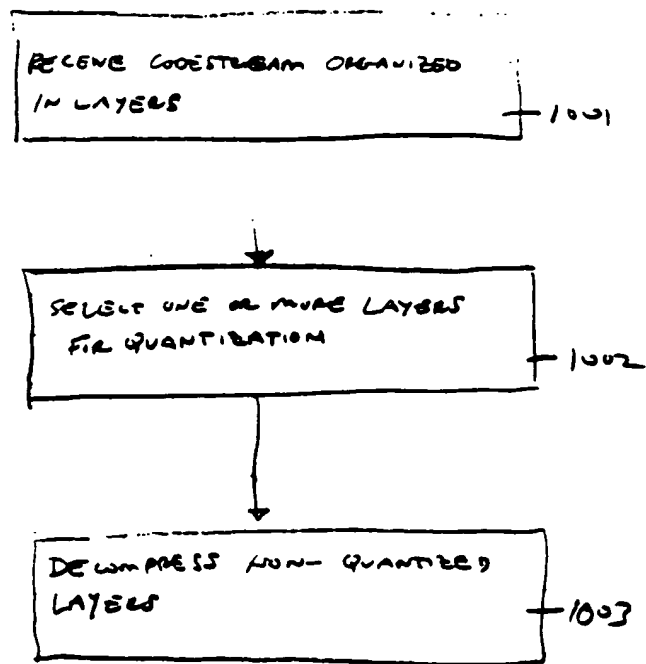 RECEIVE CODESTREAM ORGANIZED
IN LAYERS
1001
SELECT ONE OR MORE LAYERS
FOR QUANTIZATION
1002
DECOMPRESS NON-QUANTIZED
LAYERS
1003